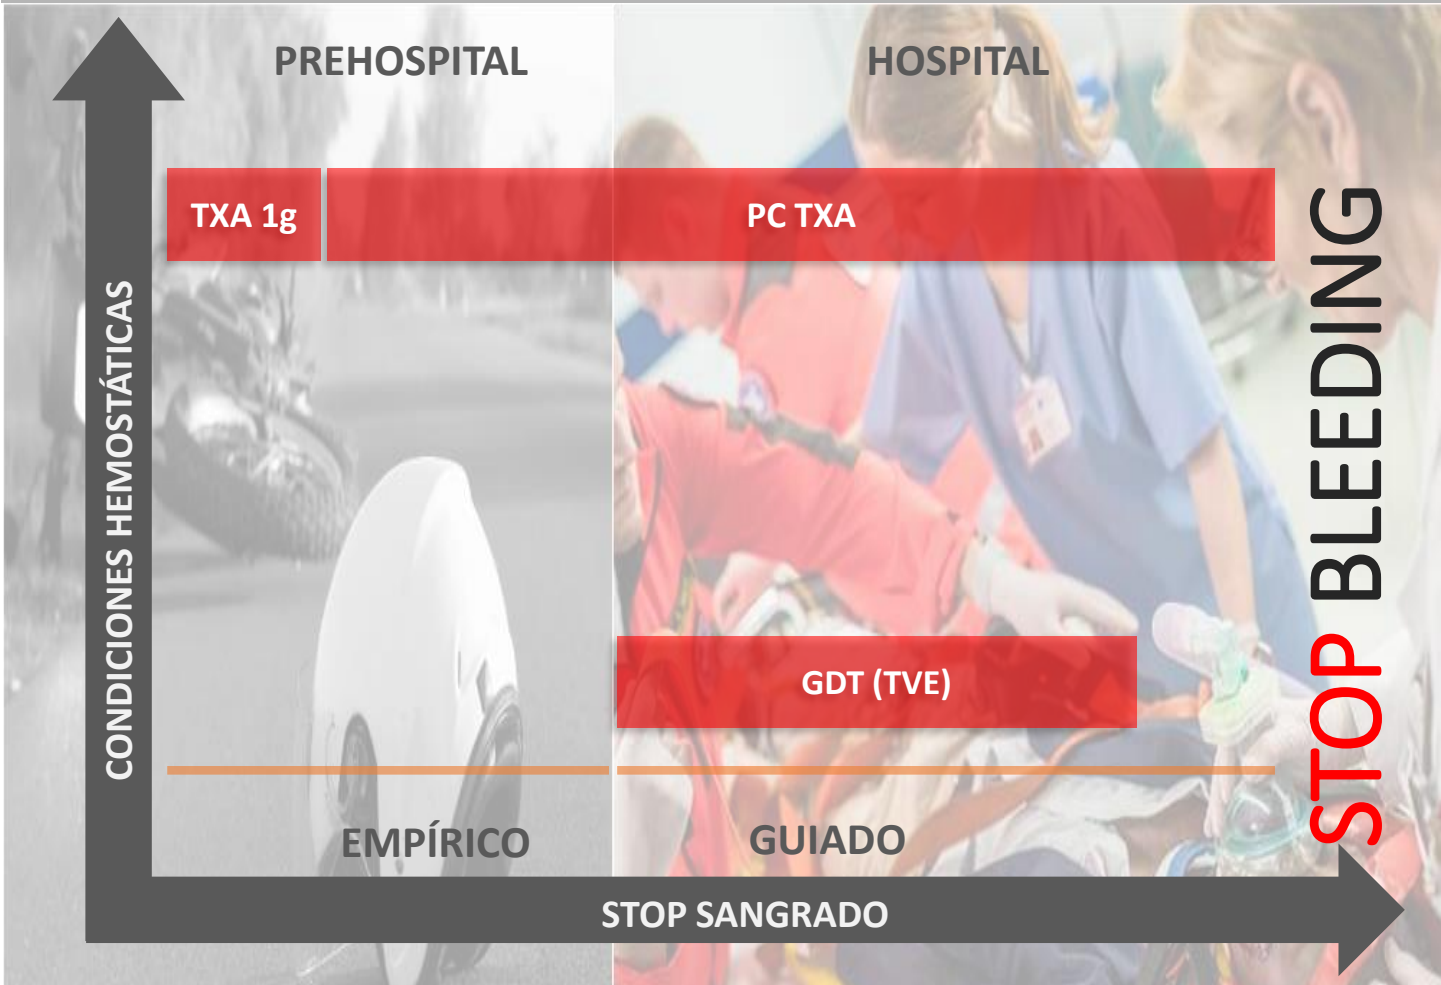 PREHOSPITAL
HOSPITAL
TXA 1g
PC TXA
CONDICIONES HEMOSTÁTICAS
GDT (TVE)
EMPÍRICO
GUIADO
STOP SANGRADO
STOP BLEEDING